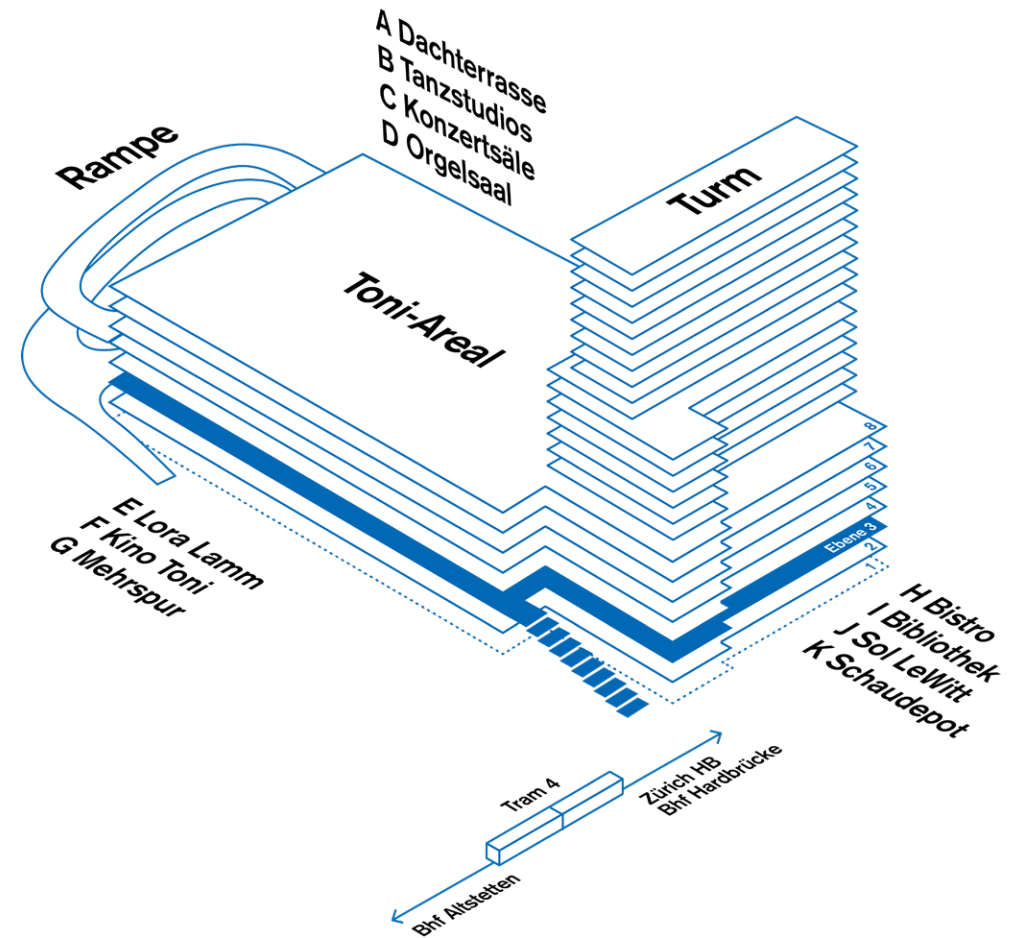 A Dachterrasse
B Tanzstudios
C Konzertsäle
D Orgelsaal
Rampe
Turm
Toni-Areal
8
7
6
5
4
Ebene 3
2
1
E Lora Lamm
F Kino Toni
G Mehrspur
H Bistro
I Bibliothek
J Sol LeWitt
K Schaudepot
Tram 4
Zürich HB
Bhf Hardbrücke
Bhf Altstetten